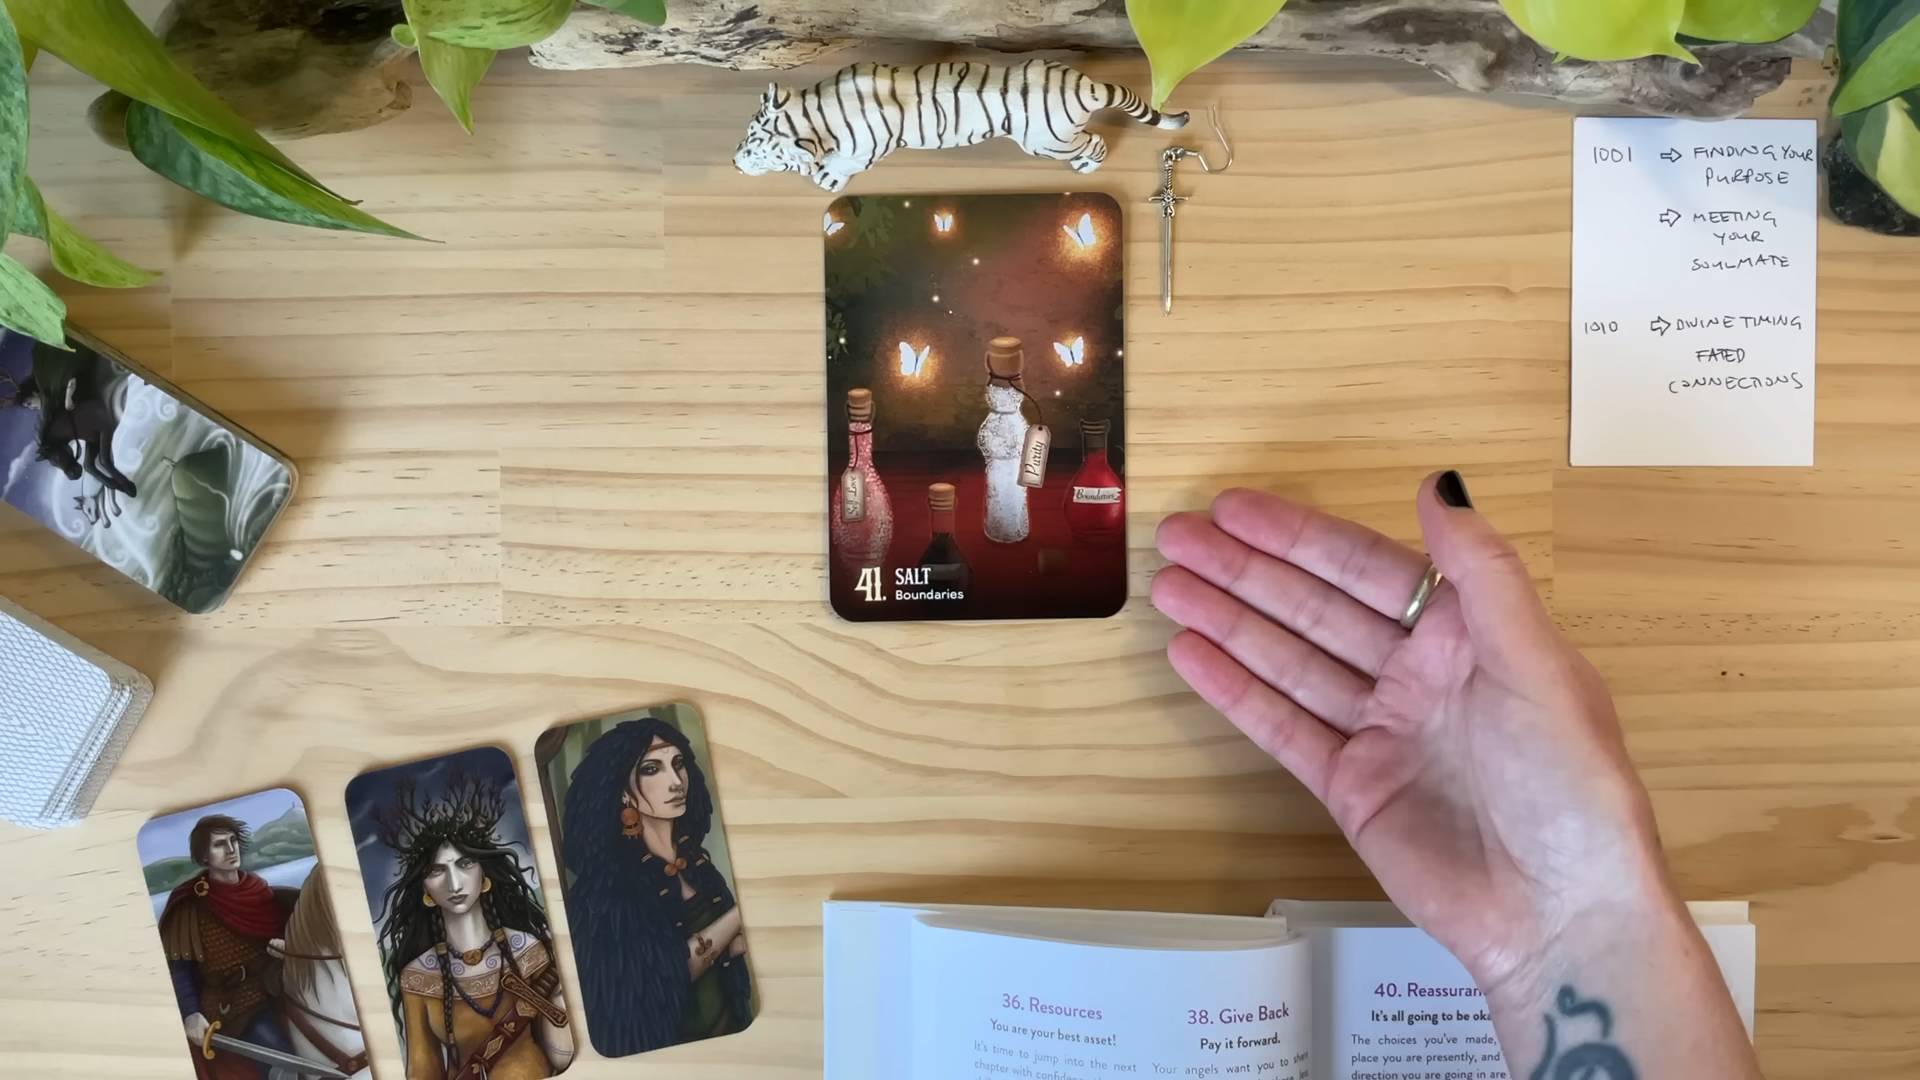 1001 ⇨ FINDING YOUR
PURPOSE
⇨ MEETING
YOUR
SOULMATE
1010 ⇨ DIVINE TIMING
FATED
CONNECTIONS
Purity
Self-Love
Boundaries
41. SALT
Boundaries
36. Resources
You are your best asset!
It's time to jump into the next
chapter with
38. Give Back
Pay it forward.
Your angels want you to
40.
It's all going to be
The choices you've made,
place you are presently, and
direction you are going in are